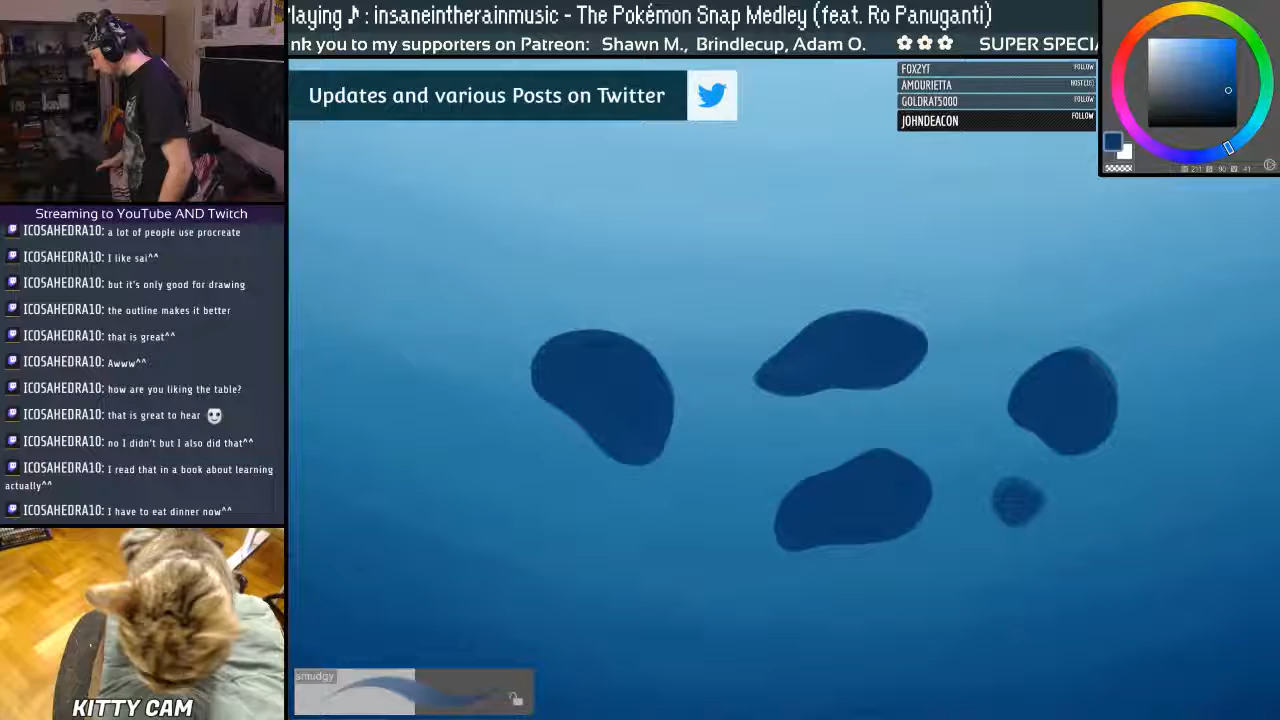 laying ♪ : insaneintherainmusic - The Pokémon Snap Medley (feat. Ro Panuganti)
nk you to my supporters on Patreon: Shawn M., Brindlecup, Adam O. ✿ ✿ ✿ SUPER SPECIA
Updates and various Posts on Twitter
FOX2YT FOLLOW
AMOURIETTA
GOLDRAT5000 FOLLOW
JOHNDEACON FOLLOW
Streaming to YouTube AND Twitch
ICOSAHEDRA10: a lot of people use procreate
ICOSAHEDRA10: I like sai^^
ICOSAHEDRA10: but it's only good for drawing
ICOSAHEDRA10: the outline makes it better
ICOSAHEDRA10: that is great^^
ICOSAHEDRA10: Awww^^
ICOSAHEDRA10: how are you liking the table?
ICOSAHEDRA10: that is great to hear
ICOSAHEDRA10: no I didn't but I also did that^^
ICOSAHEDRA10: I read that in a book about learning
actually^^
ICOSAHEDRA10: I have to eat dinner now^^
KITTY CAM
smudgy